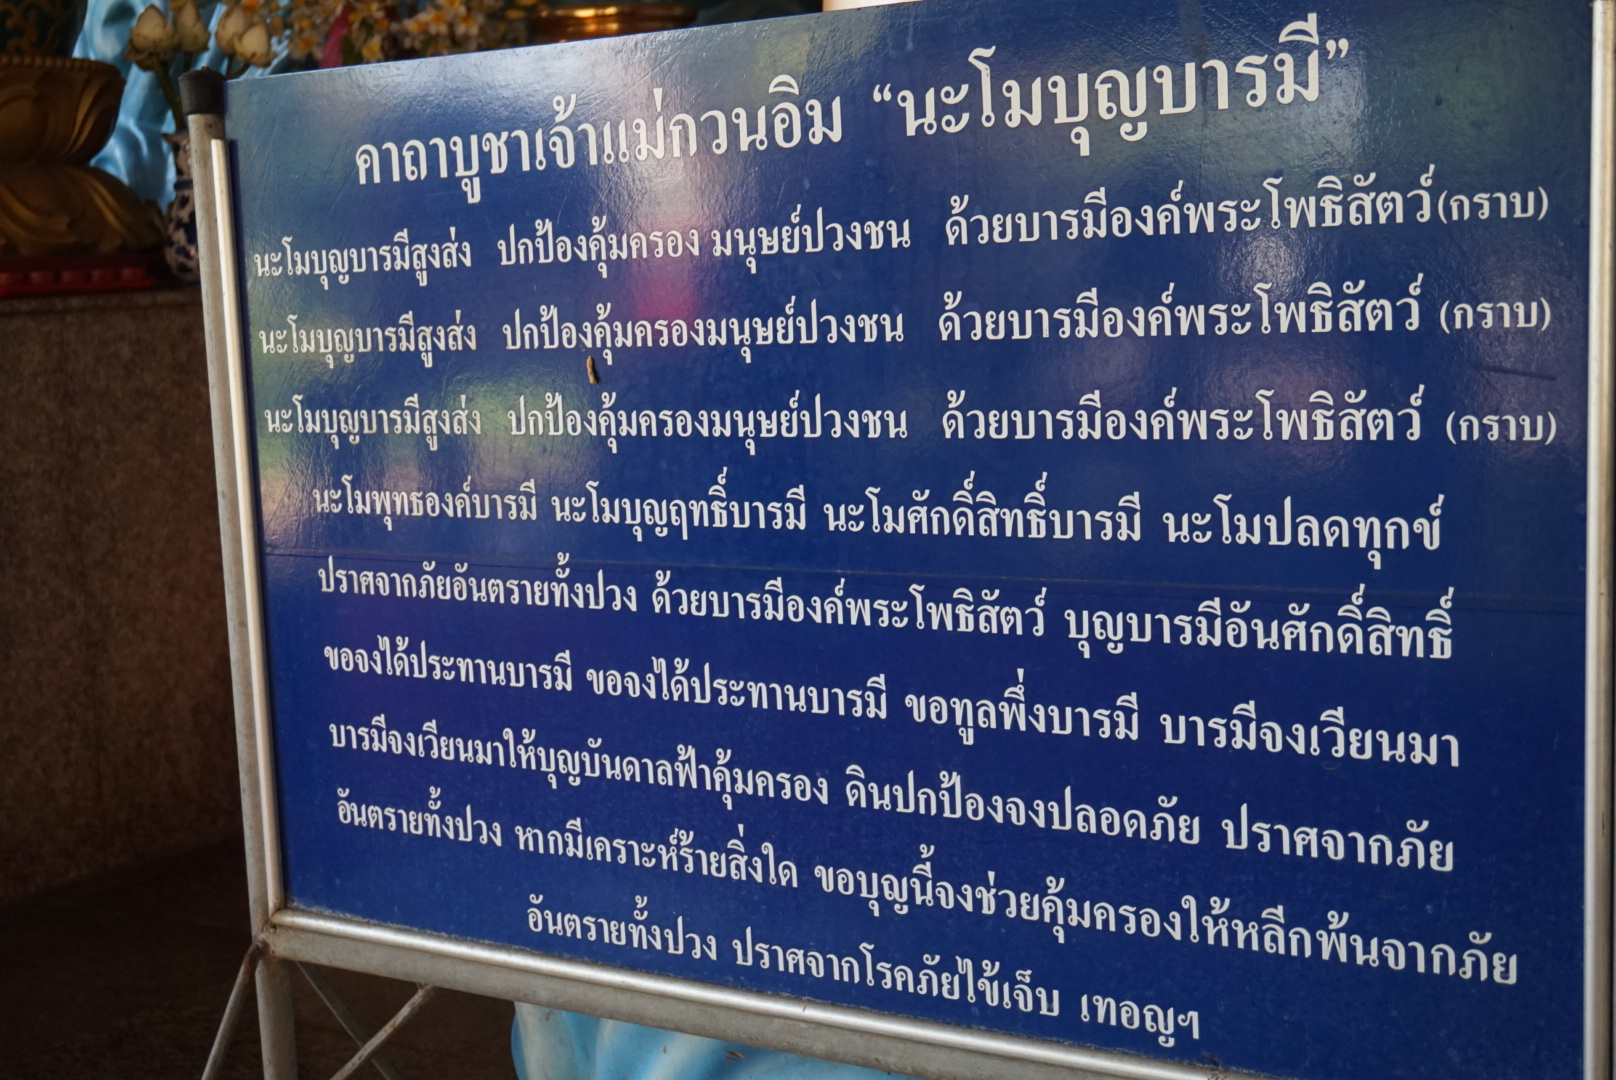 คาถาบูชาเจ้าแม่กวนอิม “นะโมบุญบารมี”
นะโมบุญบารมีสูงส่ง ปกป้องคุ้มครอง มนุษย์ปวงชน ด้วยบารมีองค์พระโพธิสัตว์(กราบ)
นะโมบุญบารมีสูงส่ง ปกป้องคุ้มครองมนุษย์ปวงชน ด้วยบารมีองค์พระโพธิสัตว์ (กราบ)
นะโมบุญบารมีสูงส่ง ปกป้องคุ้มครองมนุษย์ปวงชน ด้วยบารมีองค์พระโพธิสัตว์ (กราบ)
นะโมพุทธองค์บารมี นะโมบุญฤทธิ์บารมี นะโมศักดิ์สิทธิ์บารมี นะโมปลดทุกข์
ปราศจากภัยอันตรายทั้งปวง ด้วยบารมีองค์พระโพธิสัตว์ บุญบารมีอันศักดิ์สิทธิ์
ขอจงได้ประทานบารมี ขอจงได้ประทานบารมี ขอทูลพึ่งบารมี บารมีจงเวียนมา
บารมีจงเวียนมาให้บุญบันดาลฟ้าคุ้มครอง ดินปกป้องจงปลอดภัย ปราศจากภัย
อันตรายทั้งปวง หากมีเคราะห์ร้ายสิ่งใด ขอบุญนี้จงช่วยคุ้มครองให้หลีกพ้นจากภัย
อันตรายทั้งปวง ปราศจากโรคภัยไข้เจ็บ เทอญฯ